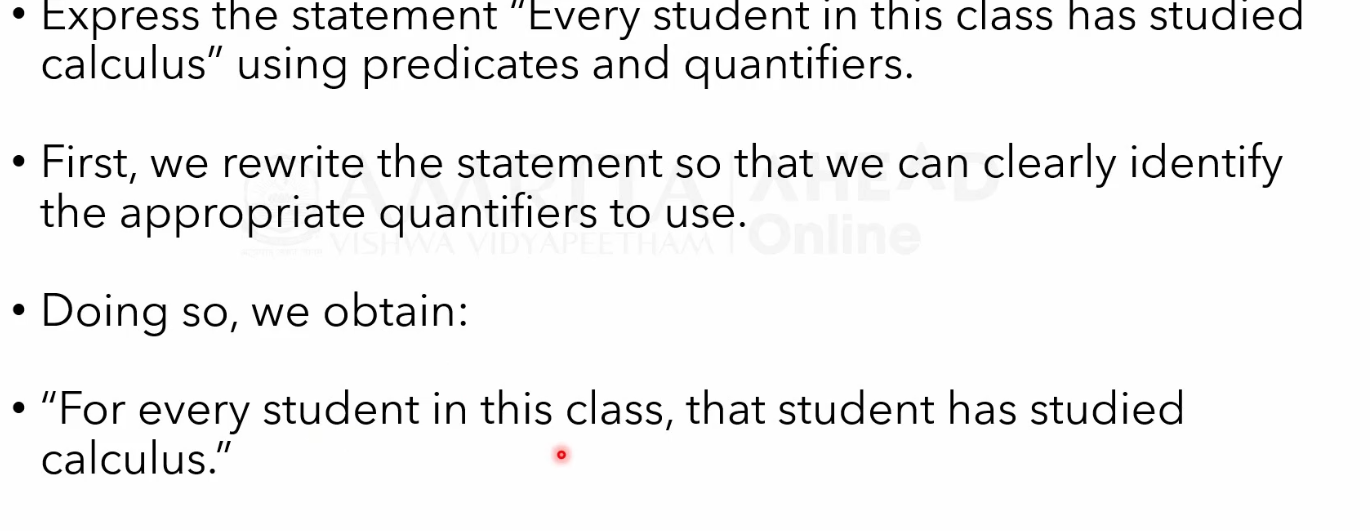 • Express the statement “Every student in this class has studied
calculus” using predicates and quantifiers.
• First, we rewrite the statement so that we can clearly identify
the appropriate quantifiers to use.
AMRITA AHEAD
VISHWA VIDYAPEETHAM Online
• Doing so, we obtain:
• “For every student in this class, that student has studied
calculus.”